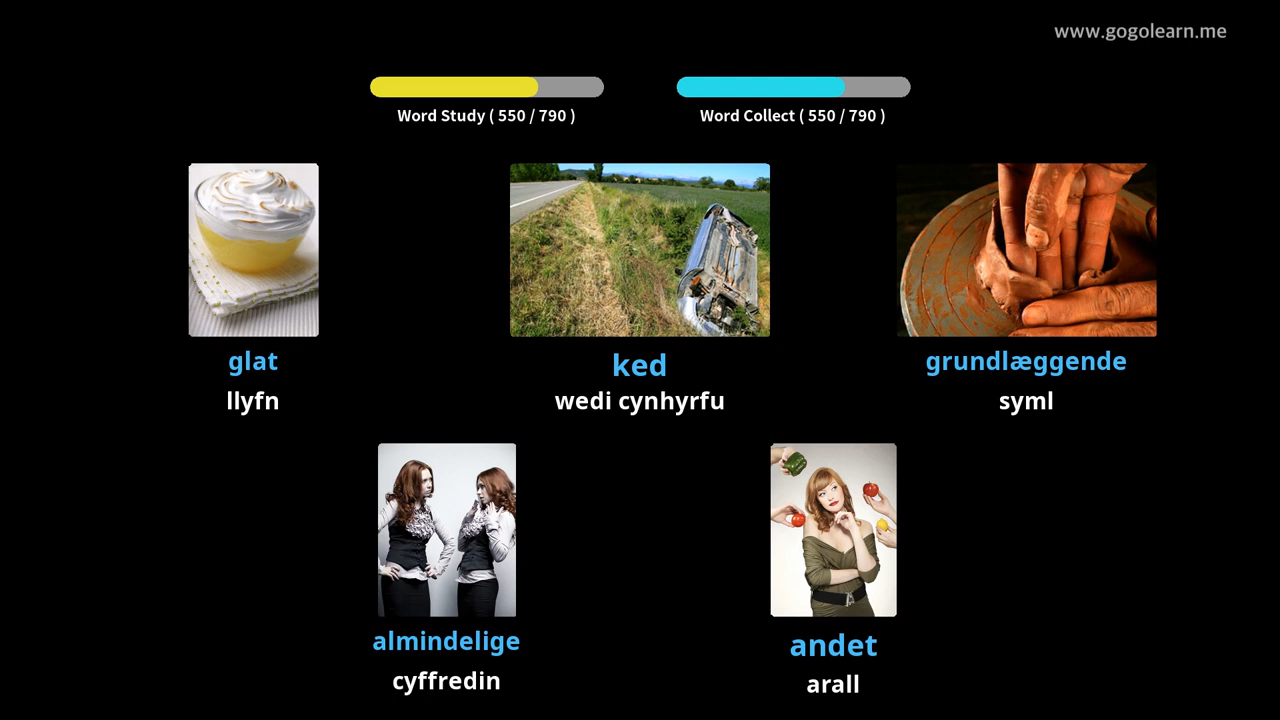 www.gogolearn.me
Word Study ( 550 / 790 )
Word Collect ( 550 / 790 )
glat
llyfn
ked
wedi cynhyrfu
grundlæggende
syml
almindelige
cyffredin
andet
arall